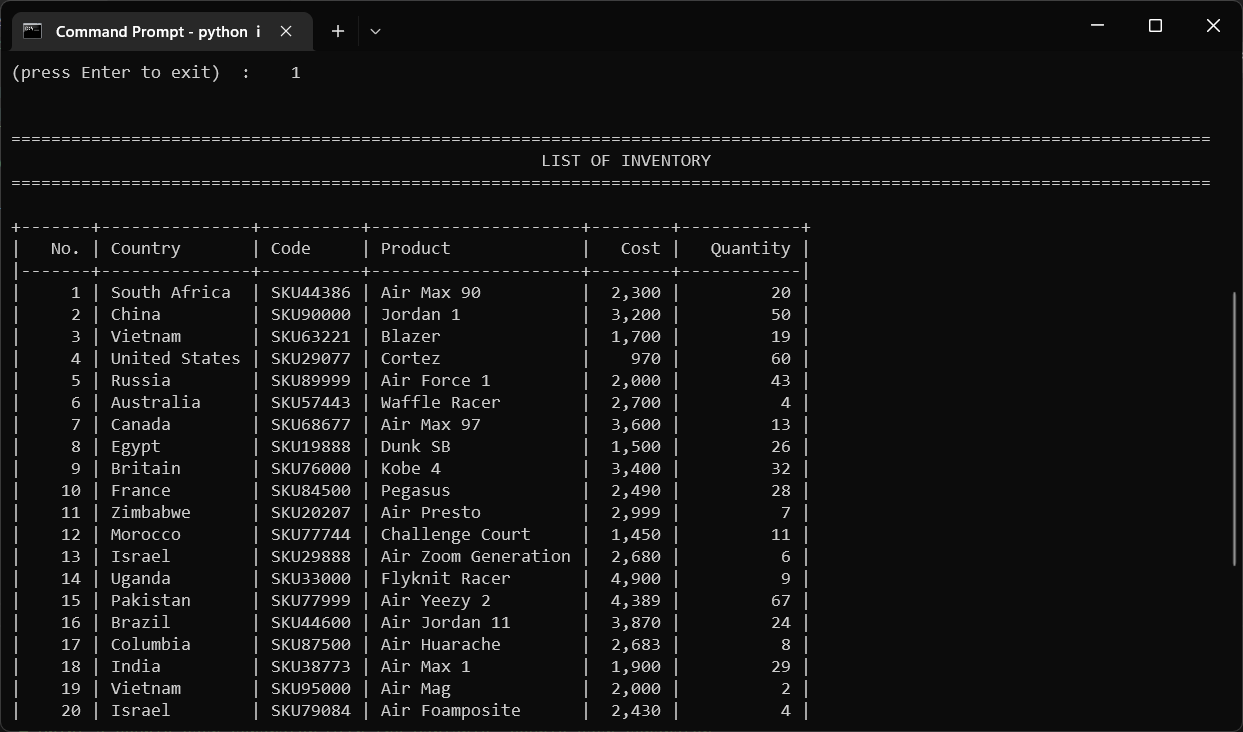 Command Prompt - python i
(press Enter to exit) : 1
========================================================================================================================
LIST OF INVENTORY
========================================================================================================================
+-------+---------------+-----------+---------------------+--------+------------+
|   No. | Country       | Code     | Product             |   Cost |   Quantity |
|-------+---------------+-----------+---------------------+--------+------------|
|     1 | South Africa  | SKU44386 | Air Max 90          |  2,300 |         20 |
|     2 | China         | SKU90000 | Jordan 1            |  3,200 |         50 |
|     3 | Vietnam       | SKU63221 | Blazer              |  1,700 |         19 |
|     4 | United States | SKU29077 | Cortez              |    970 |         60 |
|     5 | Russia        | SKU89999 | Air Force 1         |  2,000 |         43 |
|     6 | Australia     | SKU57443 | Waffle Racer        |  2,700 |          4 |
|     7 | Canada        | SKU68677 | Air Max 97          |  3,600 |         13 |
|     8 | Egypt         | SKU19888 | Dunk SB             |  1,500 |         26 |
|     9 | Britain       | SKU76000 | Kobe 4              |  3,400 |         32 |
|    10 | France        | SKU84500 | Pegasus             |  2,490 |         28 |
|    11 | Zimbabwe      | SKU20207 | Air Presto          |  2,999 |          7 |
|    12 | Morocco       | SKU77744 | Challenge Court     |  1,450 |         11 |
|    13 | Israel        | SKU29888 | Air Zoom Generation |  2,680 |          6 |
|    14 | Uganda        | SKU33000 | Flyknit Racer       |  4,900 |          9 |
|    15 | Pakistan      | SKU77999 | Air Yeezy 2         |  4,389 |         67 |
|    16 | Brazil        | SKU44600 | Air Jordan 11       |  3,870 |         24 |
|    17 | Columbia      | SKU87500 | Air Huarache        |  2,683 |          8 |
|    18 | India         | SKU38773 | Air Max 1           |  1,900 |         29 |
|    19 | Vietnam       | SKU95000 | Air Mag             |  2,000 |          2 |
|    20 | Israel        | SKU79084 | Air Foamposite      |  2,430 |          4 |